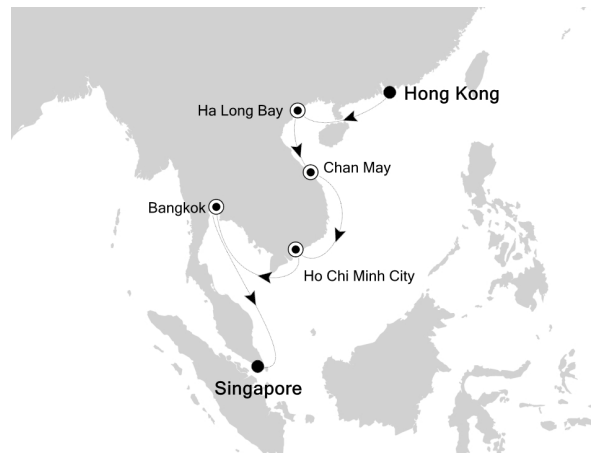 Hong Kong
Ha Long Bay
Chan May
Bangkok
Ho Chi Minh City
Singapore